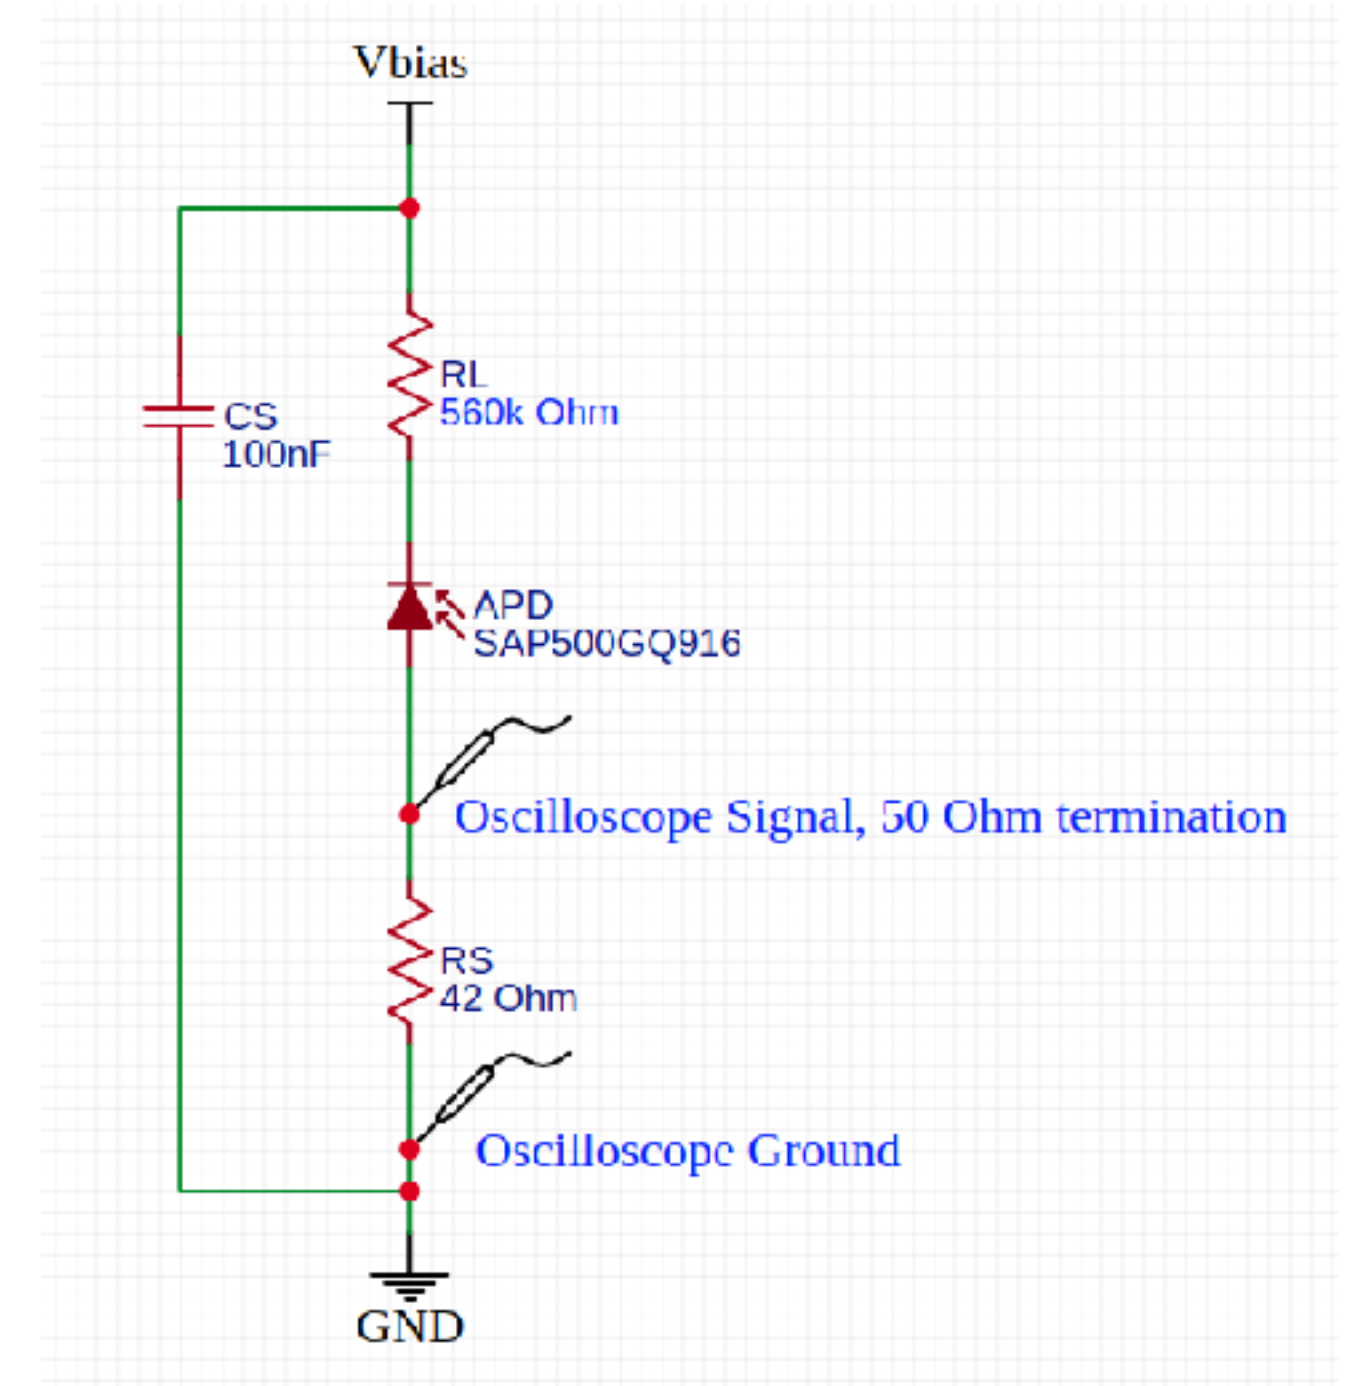 Vbias
RL
560k Ohm
CS
100nF
APD
SAP500GQ916
Oscilloscope Signal, 50 Ohm termination
RS
42 Ohm
Oscilloscope Ground
GND